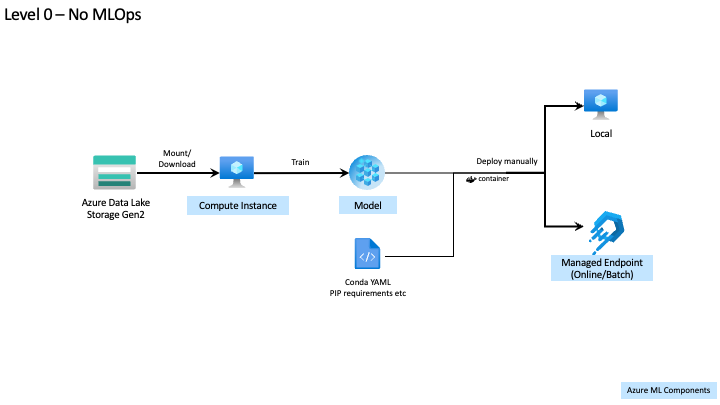 Level 0 – No MLOps
Local
Mount/
Download
Train
Deploy manually
container
Azure Data Lake
Storage Gen2
Compute Instance
Model
</>
Managed Endpoint
(Online/Batch)
Conda YAML
PIP requirements etc
Azure ML Components